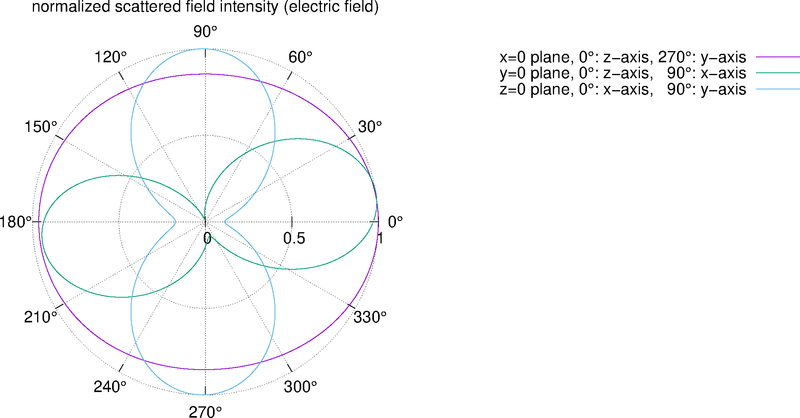 normalized scattered field intensity (electric field)
90°
120° 60°
x=0 plane, 0°: z−axis, 270°: y−axis
y=0 plane, 0°: z−axis, 90°: x−axis
z=0 plane, 0°: x−axis, 90°: y−axis
150° 30°
180° 0°
0 0.5 1
210° 330°
240° 300°
270°